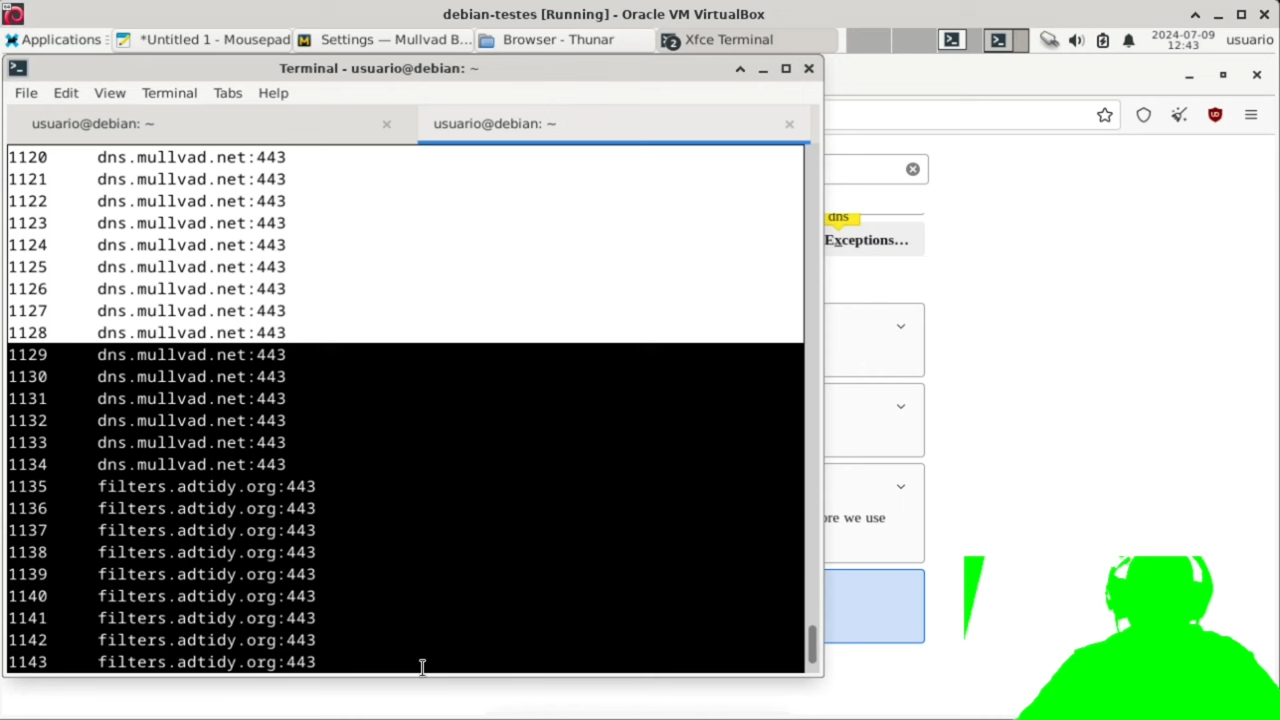 debian-testes [Running] - Oracle VM VirtualBox
Applications
*Untitled 1 - Mousepad
Settings — Mullvad B...
Browser - Thunar
2
Xfce Terminal
2024-07-09
12:43
usuario
Terminal - usuario@debian: ~
File Edit View Terminal Tabs Help
usuario@debian: ~
usuario@debian: ~
1120 dns.mullvad.net:443
1121 dns.mullvad.net:443
1122 dns.mullvad.net:443
1123 dns.mullvad.net:443
1124 dns.mullvad.net:443
1125 dns.mullvad.net:443
1126 dns.mullvad.net:443
1127 dns.mullvad.net:443
1128 dns.mullvad.net:443
1129 dns.mullvad.net:443
1130 dns.mullvad.net:443
1131 dns.mullvad.net:443
1132 dns.mullvad.net:443
1133 dns.mullvad.net:443
1134 dns.mullvad.net:443
1135 filters.adtidy.org:443
1136 filters.adtidy.org:443
1137 filters.adtidy.org:443
1138 filters.adtidy.org:443
1139 filters.adtidy.org:443
1140 filters.adtidy.org:443
1141 filters.adtidy.org:443
1142 filters.adtidy.org:443
1143 filters.adtidy.org:443
dns
Exceptions…
ore we use